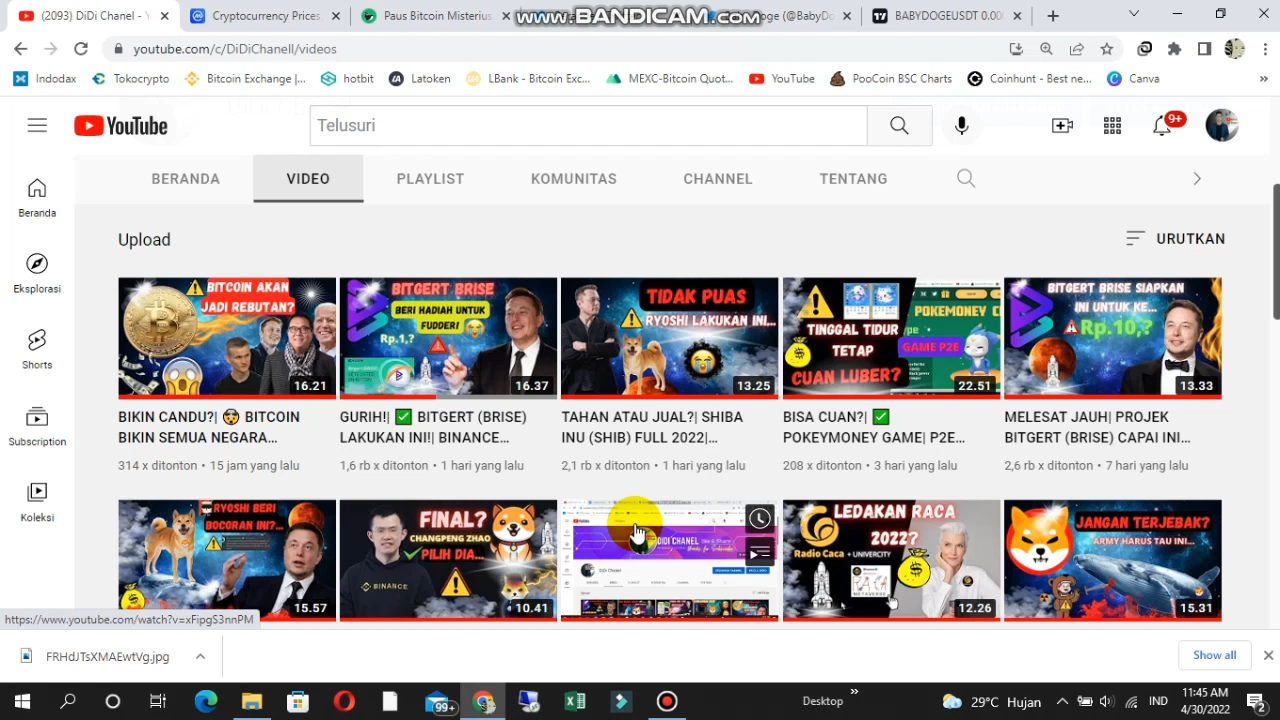 (2093) DiDi Chanel - Y
Cryptocurrency Prices
Paus Bitcoin Misterius
www.BANDICAM.com
oge (@BabyDo
BABYDOGEUSDT 0.00
youtube.com/c/DiDiChanell/videos
Indodax
Tokocrypto
Bitcoin Exchange |...
hotbit
Latoken
LBank - Bitcoin Exc...
MEXC-Bitcoin Quot...
YouTube
PooCoin BSC Charts
Coinhunt - Best ne...
Canva
YouTube
Telusuri
9+
BERANDA
VIDEO
PLAYLIST
KOMUNITAS
CHANNEL
TENTANG
Beranda
Eksplorasi
Shorts
Subscription
Koleksi
Upload
URUTKAN
BITCOIN AKAN
JADI REBUTAN?
16.21
BITGERT BRISE
BERI HADIAH UNTUK
FUDDER!
Rp.1,?
16.37
TIDAK PUAS
RYOSHI LAKUKAN INI...
13.25
POKEMONEY C
TINGGAL TIDUR
TETAP
GAME P2E
CUAN LUBER?
22.51
BITGERT BRISE SIAPKAN
INI UNTUK KE...
Rp.10,?
13.33
BIKIN CANDU?| 😨 BITCOIN
BIKIN SEMUA NEGARA...
314 x ditonton • 15 jam yang lalu
GURIH!| ✅ BITGERT (BRISE)
LAKUKAN INI!| BINANCE...
1,6 rb x ditonton • 1 hari yang lalu
TAHAN ATAU JUAL?| SHIBA
INU (SHIB) FULL 2022|...
2,1 rb x ditonton • 1 hari yang lalu
BISA CUAN?| ✅
POKEYMONEY GAME| P2E...
208 x ditonton • 3 hari yang lalu
MELESAT JAUH| PROJEK
BITGERT (BRISE) CAPAI INI...
2,6 rb x ditonton • 7 hari yang lalu
RYOSHI BERI
BOCORAN INI?
15.57
FINAL?
CHANGPENG ZHAO
PILIH DIA...
BINANCE
10.41
DIDI CHANEL
LEDAKAN RACA
2022?
Radio Caca + UNIVERCITY
METAVERSE
12.26
JANGAN TERJEBAK?
ARMY HARUS TAU INI...
15.31
https://www.youtube.com/watch?v=xFipgS3nnPM
FRHdJTsXMAEwtVg.jpg
Show all
99+
Desktop
29°C Hujan
IND
11:45 AM
4/30/2022
2